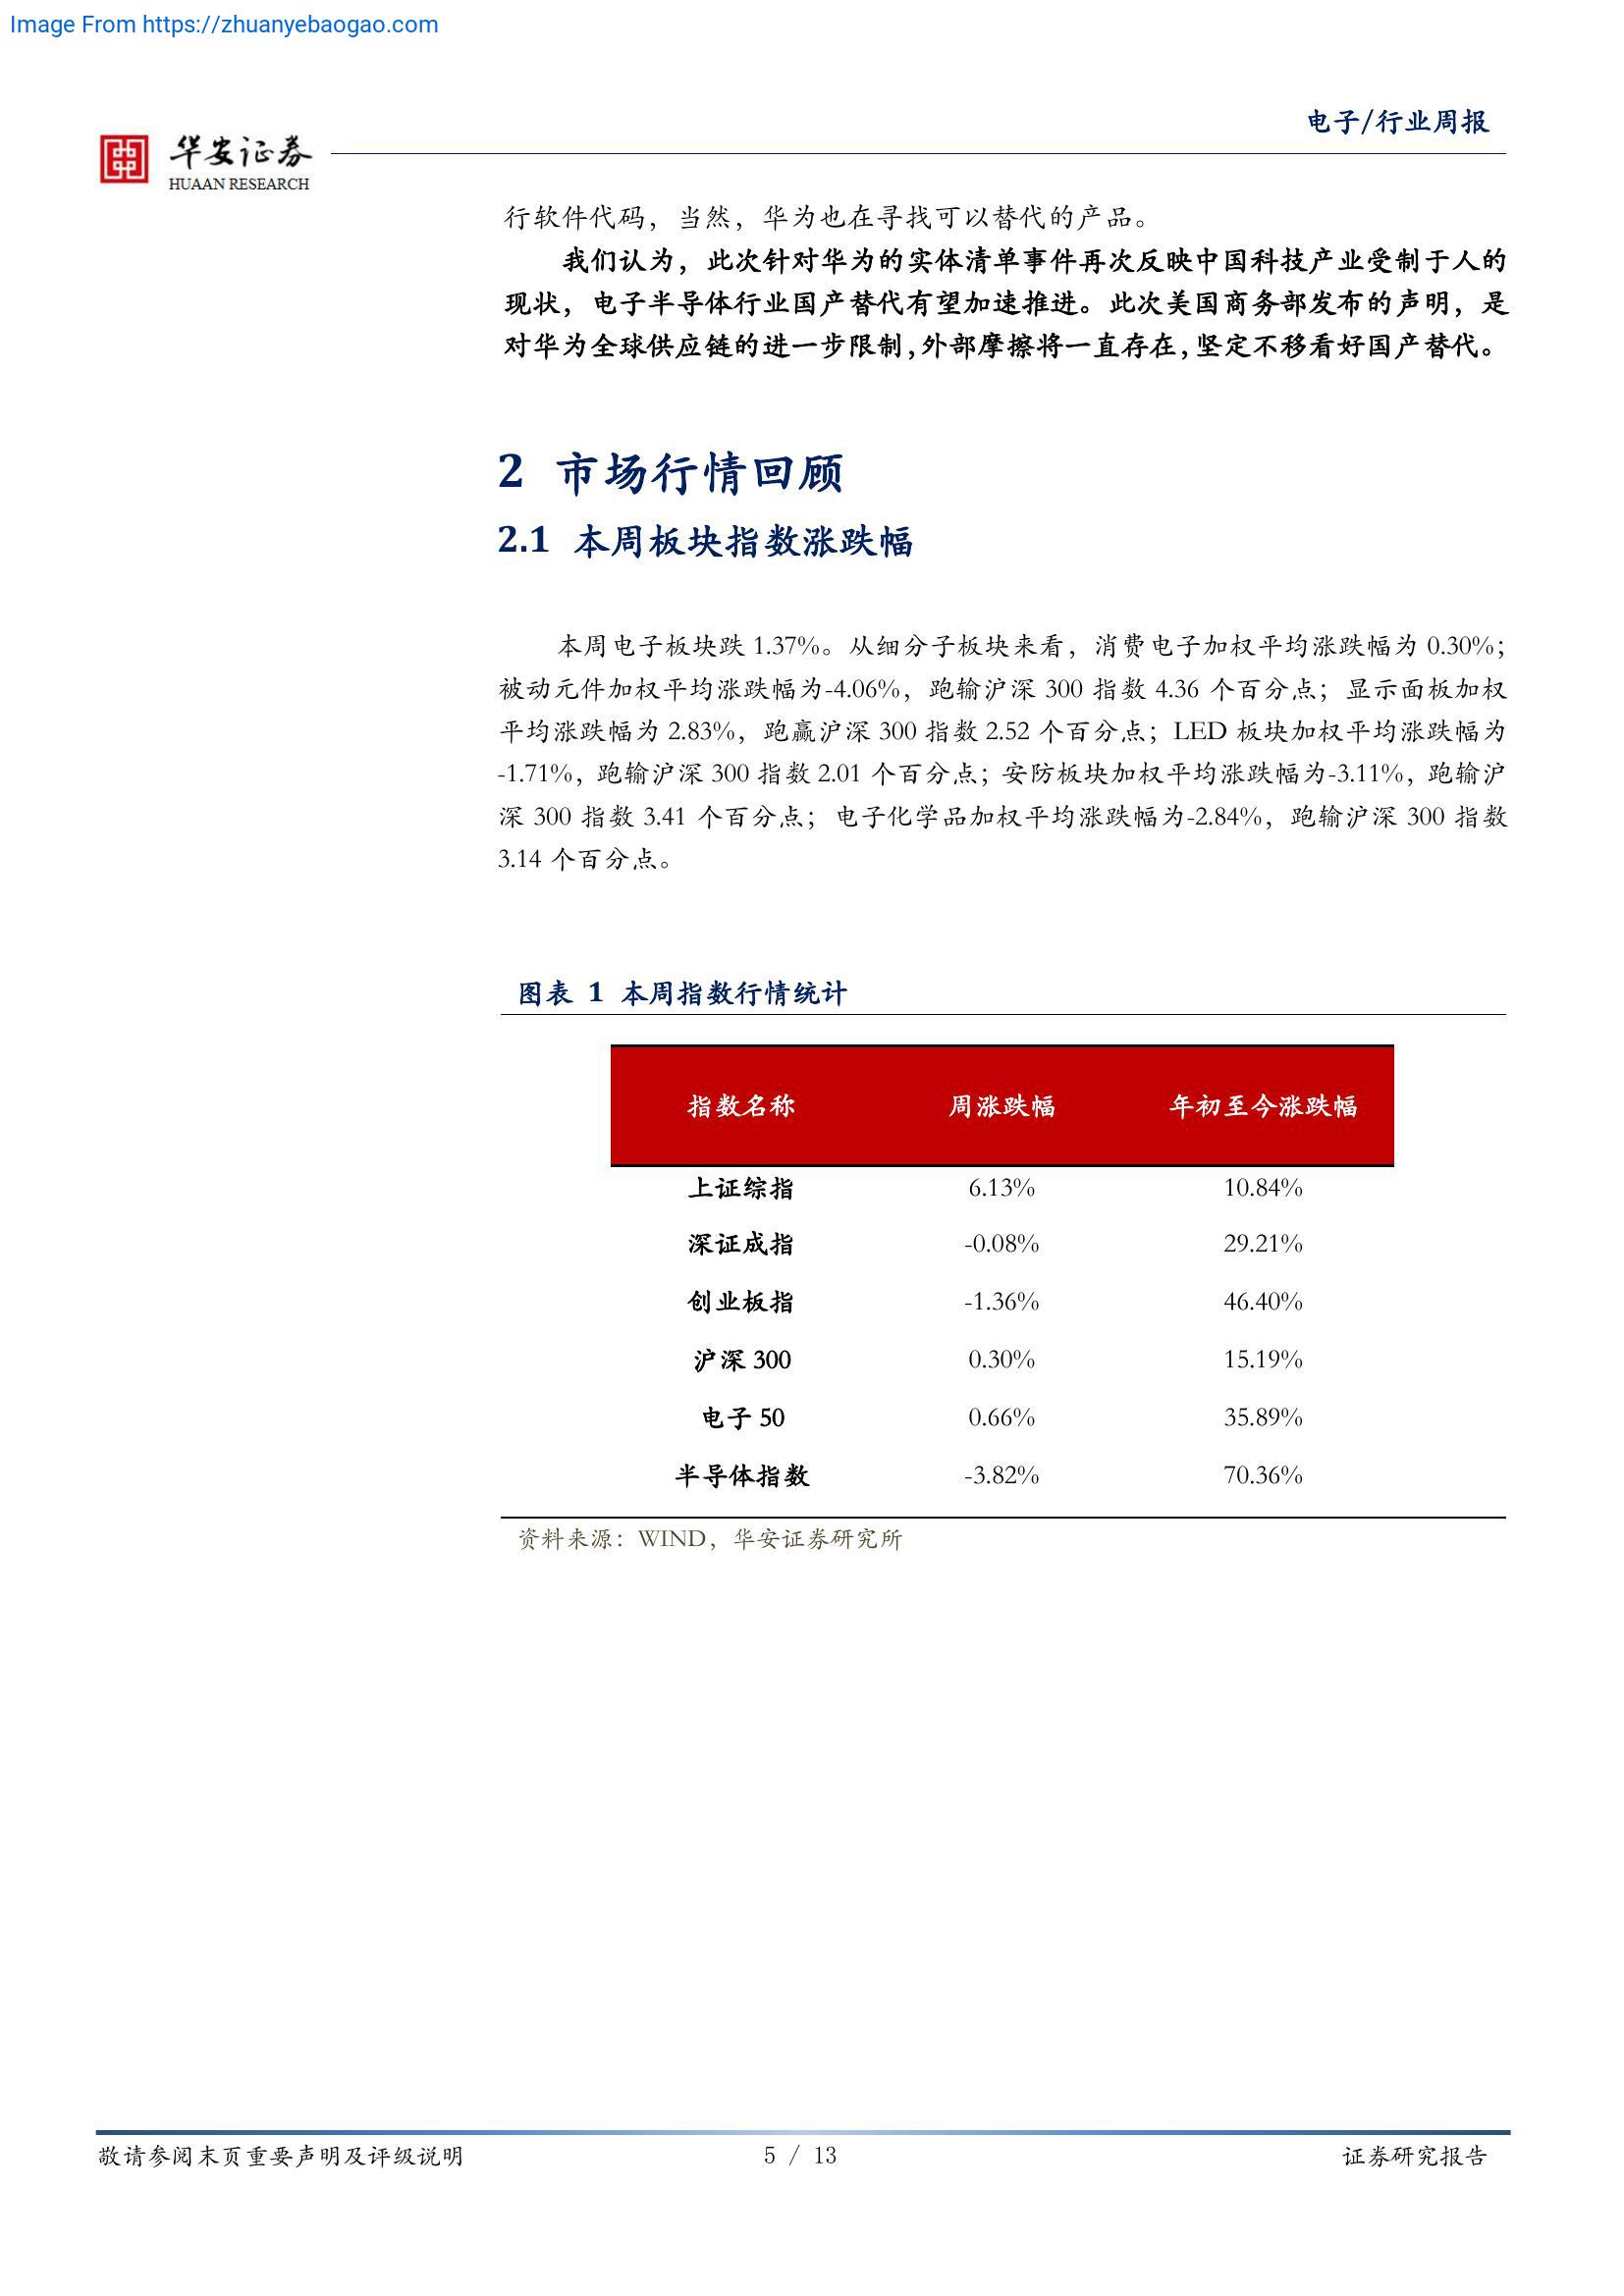 Image From https://zhuanyebaogao.com
电子/行业周报
华安证券
HUAAN RESEARCH
行软件代码，当然，华为也在寻找可以替代的产品。
我们认为，此次针对华为的实体清单事件再次反映中国科技产业受制于人的
现状，电子半导体行业国产替代有望加速推进。此次美国商务部发布的声明，是
对华为全球供应链的进一步限制，外部摩擦将一直存在，坚定不移看好国产替代。
2 市场行情回顾
2.1 本周板块指数涨跌幅
本周电子板块跌 1.37%。从细分子板块来看，消费电子加权平均涨跌幅为 0.30%；
被动元件加权平均涨跌幅为-4.06%，跑输沪深 300 指数 4.36 个百分点；显示面板加权
平均涨跌幅为 2.83%，跑赢沪深 300 指数 2.52 个百分点；LED 板块加权平均涨跌幅为
-1.71%，跑输沪深 300 指数 2.01 个百分点；安防板块加权平均涨跌幅为-3.11%，跑输沪
深 300 指数 3.41 个百分点；电子化学品加权平均涨跌幅为-2.84%，跑输沪深 300 指数
3.14 个百分点。
图表 1 本周指数行情统计
指数名称 周涨跌幅 年初至今涨跌幅
上证综指 6.13% 10.84%
深证成指 -0.08% 29.21%
创业板指 -1.36% 46.40%
沪深 300 0.30% 15.19%
电子 50 0.66% 35.89%
半导体指数 -3.82% 70.36%
资料来源：WIND，华安证券研究所
敬请参阅末页重要声明及评级说明 5 / 13 证券研究报告